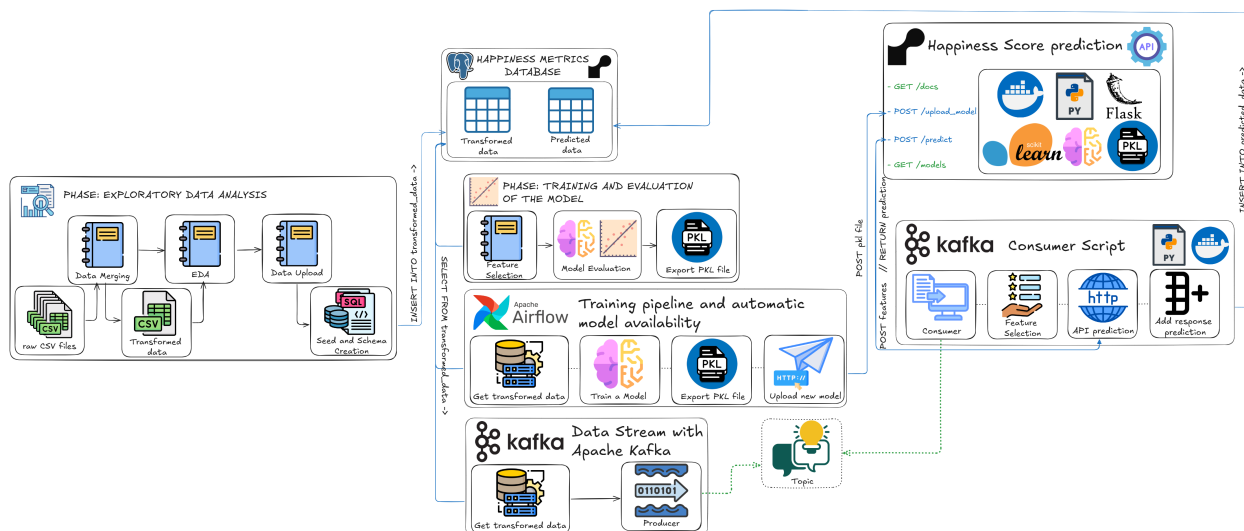 PHASE: EXPLORATORY DATA ANALYSIS
Data Merging
EDA
Data Upload
CSV
raw CSV files
CSV
Transformed
data
SQL
Seed and Schema
Creation
INSERT INTO transformed_data ->
HAPPINESS METRICS
DATABASE
Transformed
data
Predicted
data
SELECT FROM transformed_data ->
PHASE: TRAINING AND EVALUATION
OF THE MODEL
Feature
Selection
Model Evaluation
PKL
Export PKL file
APACHE
Airflow
Training pipeline and automatic
model availability
Get transformed data
Train a Model
PKL
Export PKL file
HTTP://
Upload new model
kafka
Data Stream with
Apache Kafka
Get transformed data
0110101
Producer
Topic
POST pkl file
POST features // RETURN prediction
Happiness Score prediction
API
- GET /docs
- POST /upload_model
- POST /predict
- GET /models
PY
Flask
scikit
learn
PKL
kafka
Consumer Script
PY
Consumer
Feature
Selection
http
API prediction
Add response
prediction
INSERT INTO predicted_data ->